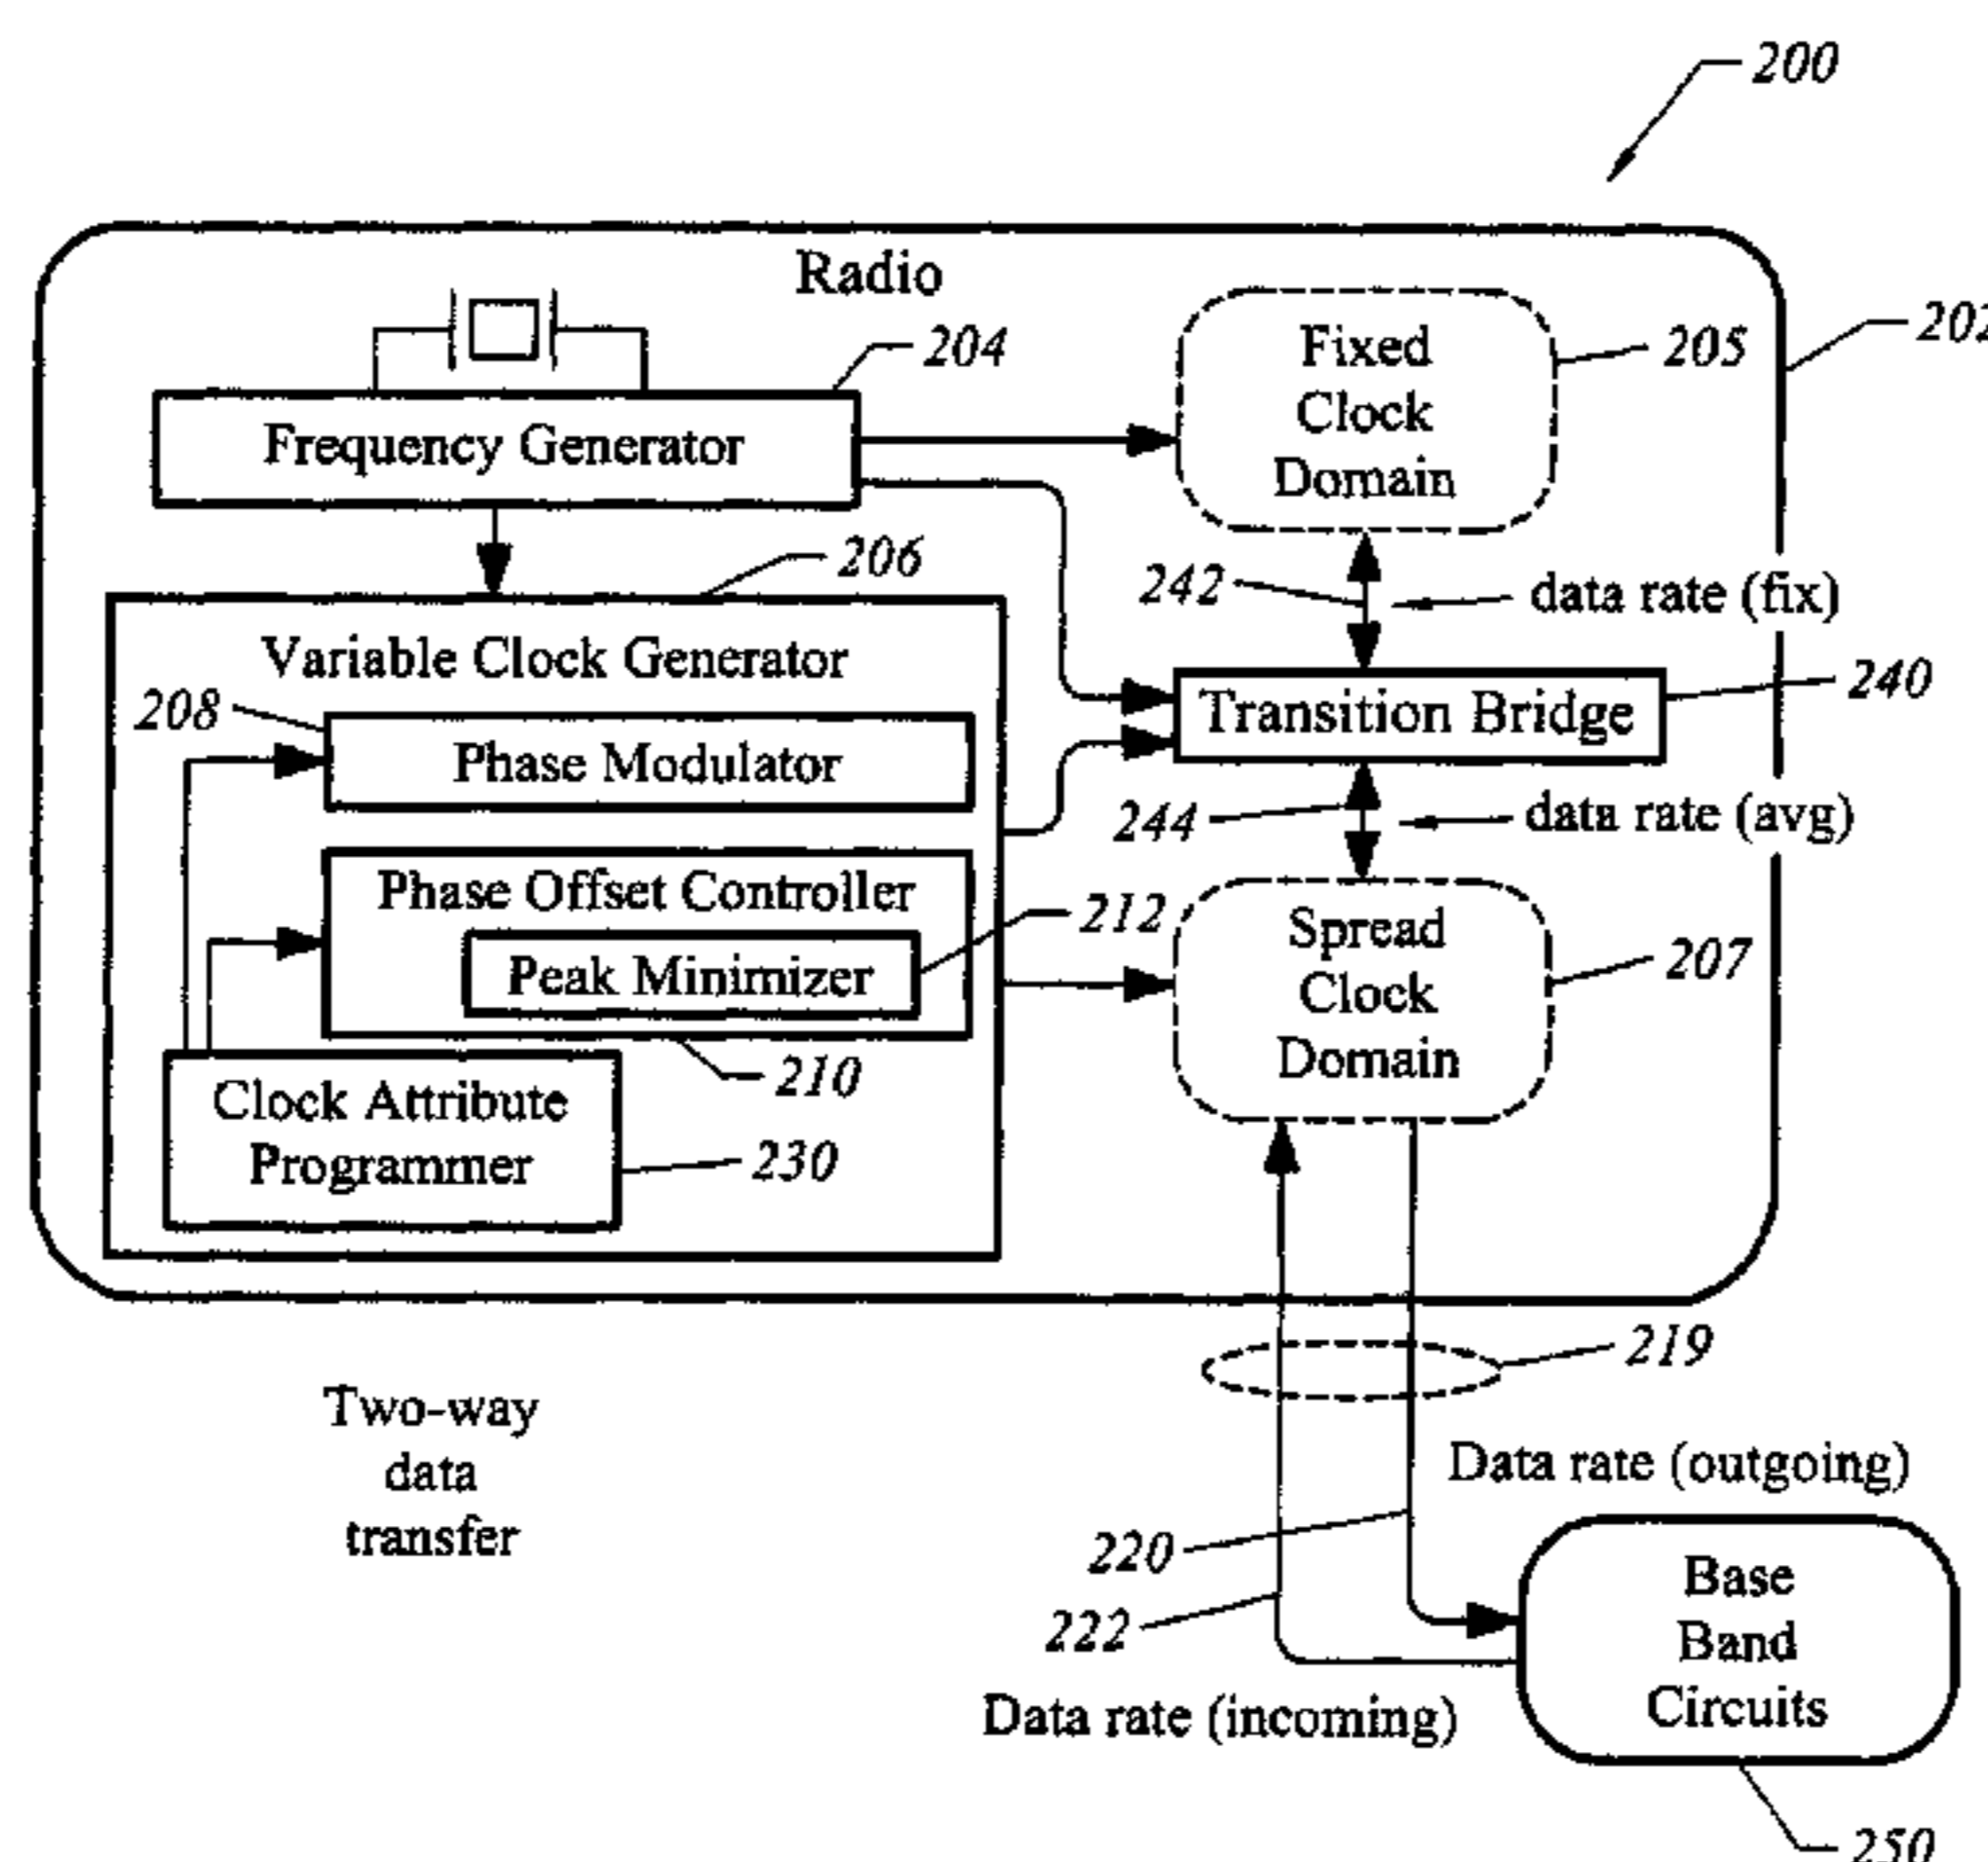 200
Radio
202
204
Frequency Generator
Fixed
Clock
Domain
205
206
242
data rate (fix)
Variable Clock Generator
208
Phase Modulator
Transition Bridge
240
244
data rate (avg)
Phase Offset Controller
212
Peak Minimizer
Spread
Clock
Domain
207
210
Clock Attribute
Programmer
230
219
Two-way
data
transfer
Data rate (outgoing)
220
222
Data rate (incoming)
Base
Band
Circuits
250